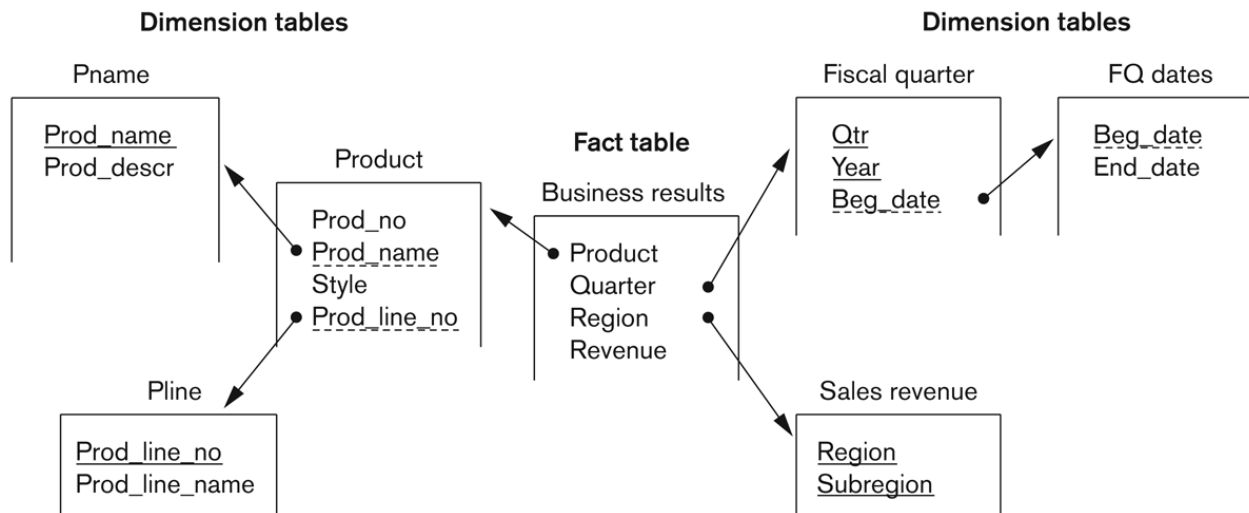 Dimension tables
Pname
Prod_name
Prod_descr
Product
Prod_no
Prod_name
Style
Prod_line_no
Pline
Prod_line_no
Prod_line_name
Fact table
Business results
Product
Quarter
Region
Revenue
Dimension tables
Fiscal quarter
Qtr
Year
Beg_date
FQ dates
Beg_date
End_date
Sales revenue
Region
Subregion